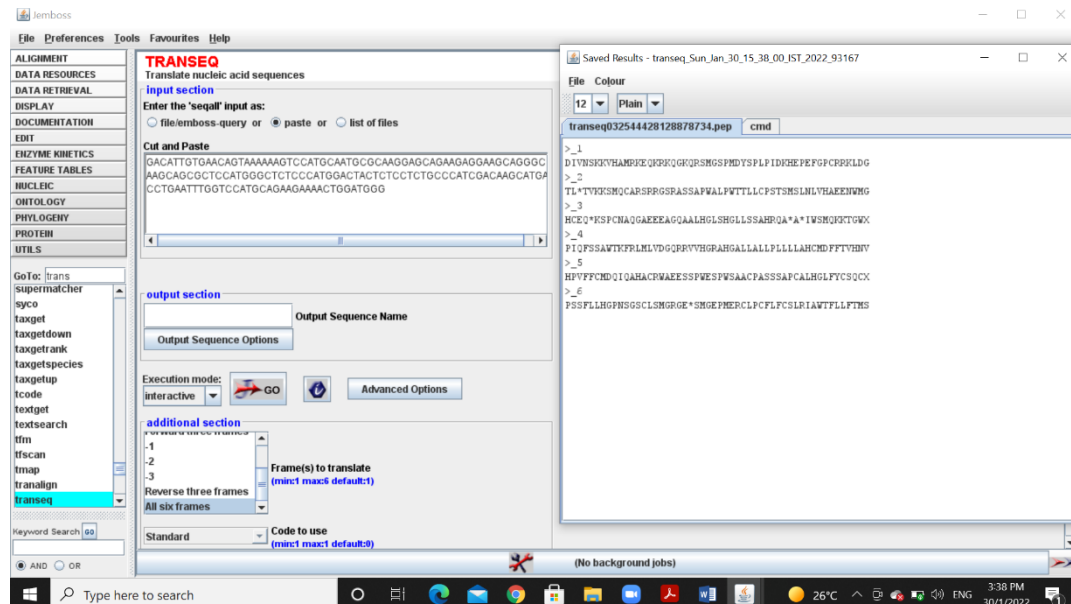 Jemboss
File Preferences Tools Favourites Help
ALIGNMENT
DATA RESOURCES
DATA RETRIEVAL
DISPLAY
DOCUMENTATION
EDIT
ENZYME KINETICS
FEATURE TABLES
NUCLEIC
ONTOLOGY
PHYLOGENY
PROTEIN
UTILS
GoTo: trans
supermatcher
syco
taxget
taxgetdown
taxgetrank
taxgetspecies
taxgetup
tcode
textget
textsearch
tfm
tfscan
tmap
tranalign
transeq
Keyword Search GO
AND OR
TRANSEQ
Translate nucleic acid sequences
input section
Enter the 'seqall' input as:
file/emboss-query or paste or list of files
Cut and Paste
GACATTGTGAACAGTAAAAAAGTCCATGCAATGCGCAAGGAGCAGAAGAGGAAGCAGGGC
AAGCAGCGCTCCATGGGCTCTCCCATGGACTACTCTCCTCTGCCCATCGACAAGCATGA
CCTGAATTTGGTCCATGCAGAAGAAAACTGGATGGG
output section
Output Sequence Name
Output Sequence Options
Execution mode:
interactive
GO
Advanced Options
additional section
Forward three frames
-1
-2
-3
Reverse three frames
All six frames
Frame(s) to translate
(min:1 max:6 default:1)
Standard
Code to use
(min:1 max:1 default:0)
(No background jobs)
Saved Results - transeq_Sun_Jan_30_15_38_00_IST_2022_93167
File Colour
12 Plain
transeq032544428128878734.pep cmd
>_1
DIVNSKKVHAMRKEQKRKQGKQRSMGSPMDYSPLPIDKHEPEFGPCRRKLDG
>_2
TL*TVKKSMQCARSRRGSRASSAPWALPWTTLLCPSTSMSLNLVHAEENWMG
>_3
HCEQ*KSPCNAQGAEEEAGQAALHGLSHGLLSSAHRQA*A*IWSMQKKTGWX
>_4
PIQFSSAWTKFRLMLVDGQRRVVHGRAHGALLALLPLLLLAHCMDFFTVHNV
>_5
HPVFFCMDQIQAHACRWAEESSPWESPWSAACPASSSAPCALHGLFYCSQCX
>_6
PSSFLLHGPNSGSCLSMGRGE*SMGEPMERCLPCFLFCSLRIAWTFLLFTMS
Type here to search
26°C
ENG
3:38 PM
30/1/2022